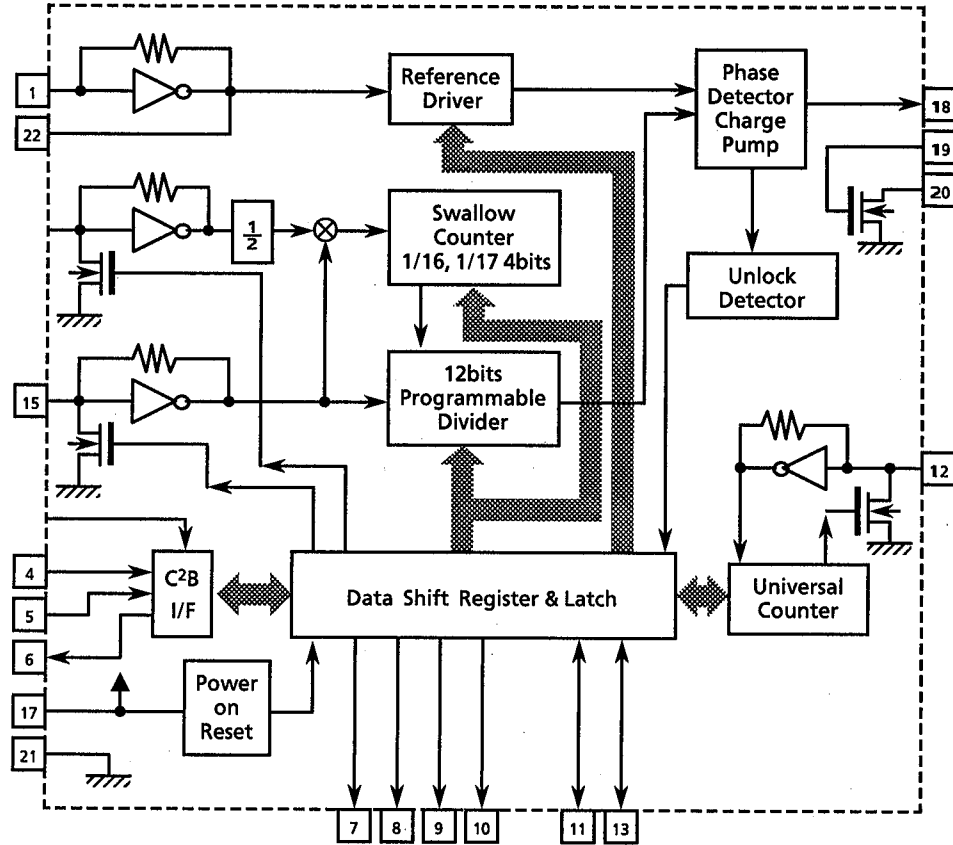 1
22
Reference
Driver
Phase
Detector
Charge
Pump
18
19
20
1
2
Swallow
Counter
1/16, 1/17 4bits
Unlock
Detector
15
12bits
Programmable
Divider
12
4
5
6
C²B
I/F
Data Shift Register & Latch
Universal
Counter
17
Power
on
Reset
21
7
8
9
10
11
13